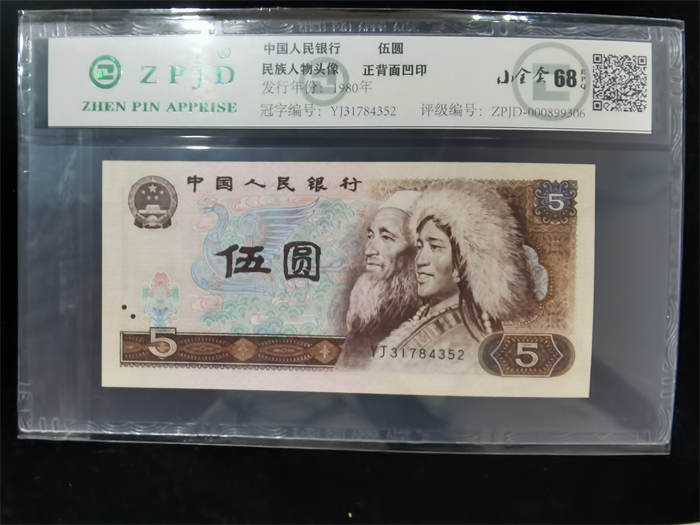 ZPJD
ZHEN PIN APPRISE
中国人民银行 伍圆
民族人物头像 正背面凹印
发行年份: 1980年
冠字编号: YJ31784352 评级编号: ZPJD-000899306
小全套 68 EPQ
中国人民银行
5
伍圆
YJ31784352
5
5